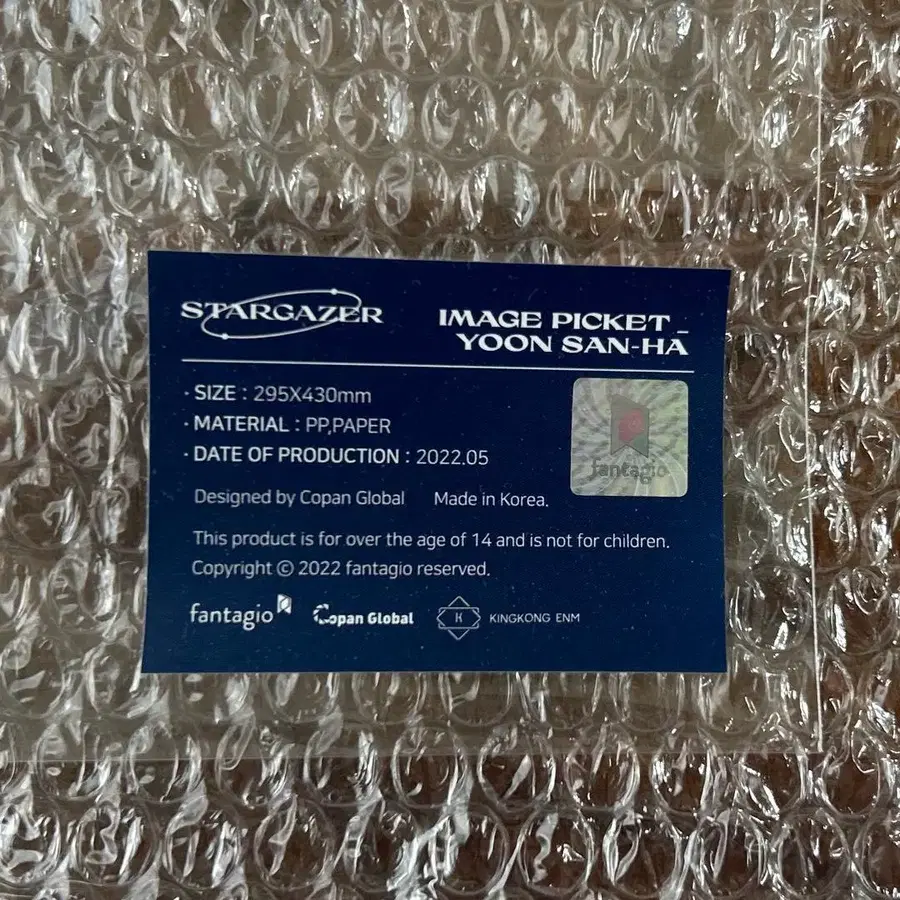 STARGAZER
IMAGE PICKET _
YOON SAN-HA
· SIZE : 295X430mm
· MATERIAL : PP,PAPER
· DATE OF PRODUCTION : 2022.05
fantagio
Designed by Copan Global Made in Korea.
This product is for over the age of 14 and is not for children.
Copyright © 2022 fantagio reserved.
fantagio Copan Global K KINGKONG ENM